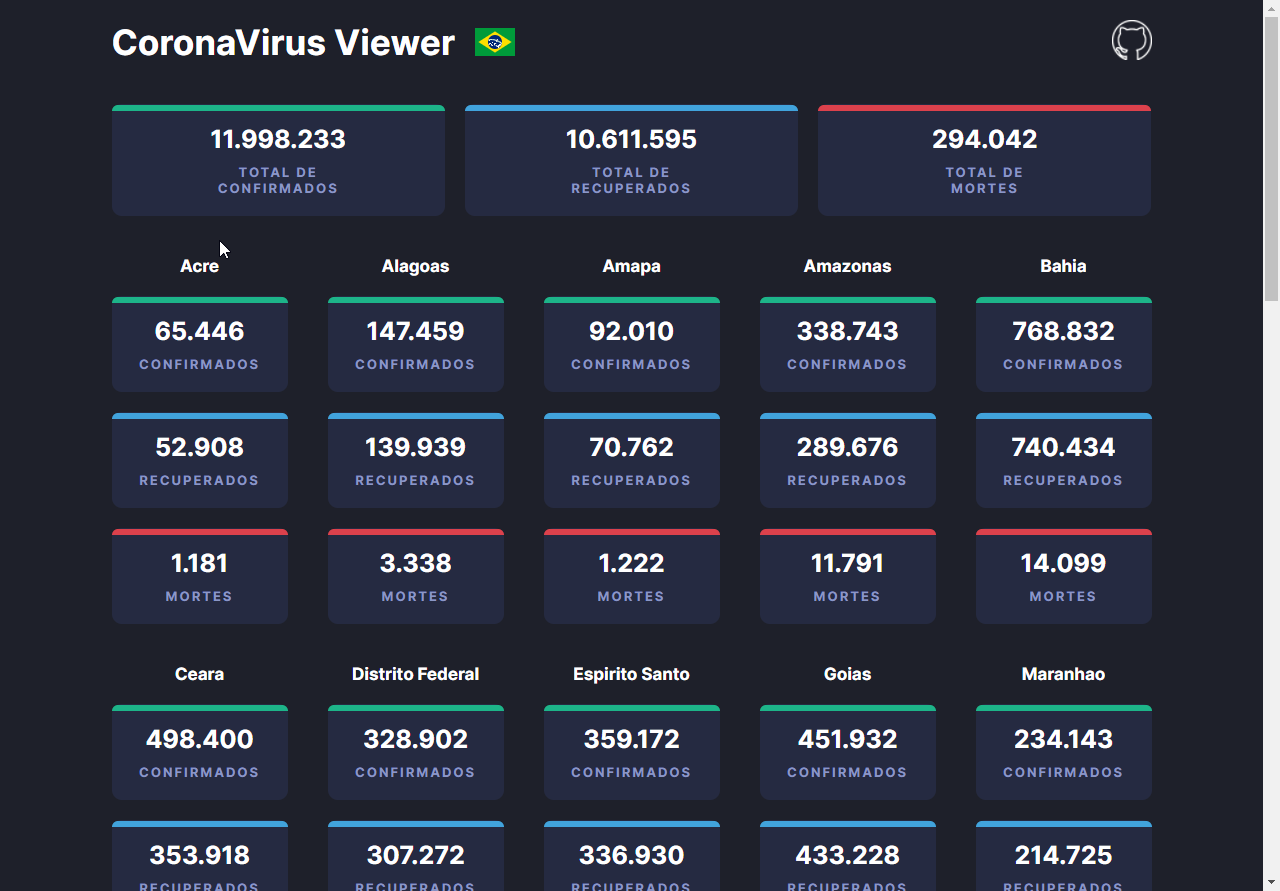 CoronaVirus Viewer
11.998.233
TOTAL DE
CONFIRMADOS
10.611.595
TOTAL DE
RECUPERADOS
294.042
TOTAL DE
MORTES
Acre
Alagoas
Amapa
Amazonas
Bahia
65.446
CONFIRMADOS
147.459
CONFIRMADOS
92.010
CONFIRMADOS
338.743
CONFIRMADOS
768.832
CONFIRMADOS
52.908
RECUPERADOS
139.939
RECUPERADOS
70.762
RECUPERADOS
289.676
RECUPERADOS
740.434
RECUPERADOS
1.181
MORTES
3.338
MORTES
1.222
MORTES
11.791
MORTES
14.099
MORTES
Ceara
Distrito Federal
Espirito Santo
Goias
Maranhao
498.400
CONFIRMADOS
328.902
CONFIRMADOS
359.172
CONFIRMADOS
451.932
CONFIRMADOS
234.143
CONFIRMADOS
353.918
RECUPERADOS
307.272
RECUPERADOS
336.930
RECUPERADOS
433.228
RECUPERADOS
214.725
RECUPERADOS